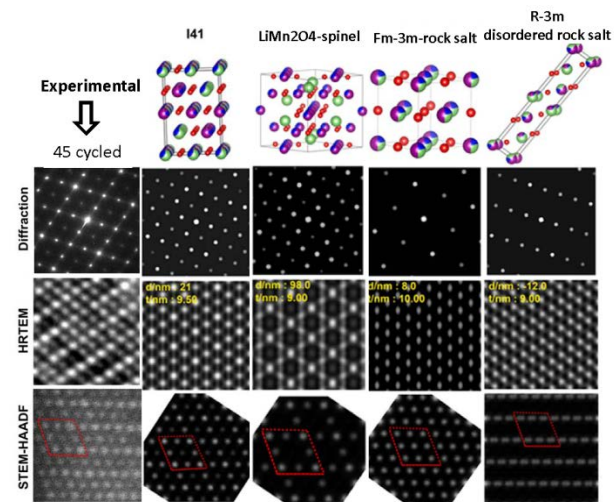 I41
LiMn2O4-spinel
Fm-3m-rock salt
R-3m
disordered rock salt
Experimental
45 cycled
Diffraction
HRTEM
d/nm : 21
t/nm : 9.50
d/nm : 98.0
t/nm : 9.00
d/nm : 8.0
t/nm : 10.00
d/nm : -12.0
t/nm : 9.00
STEM-HAADF